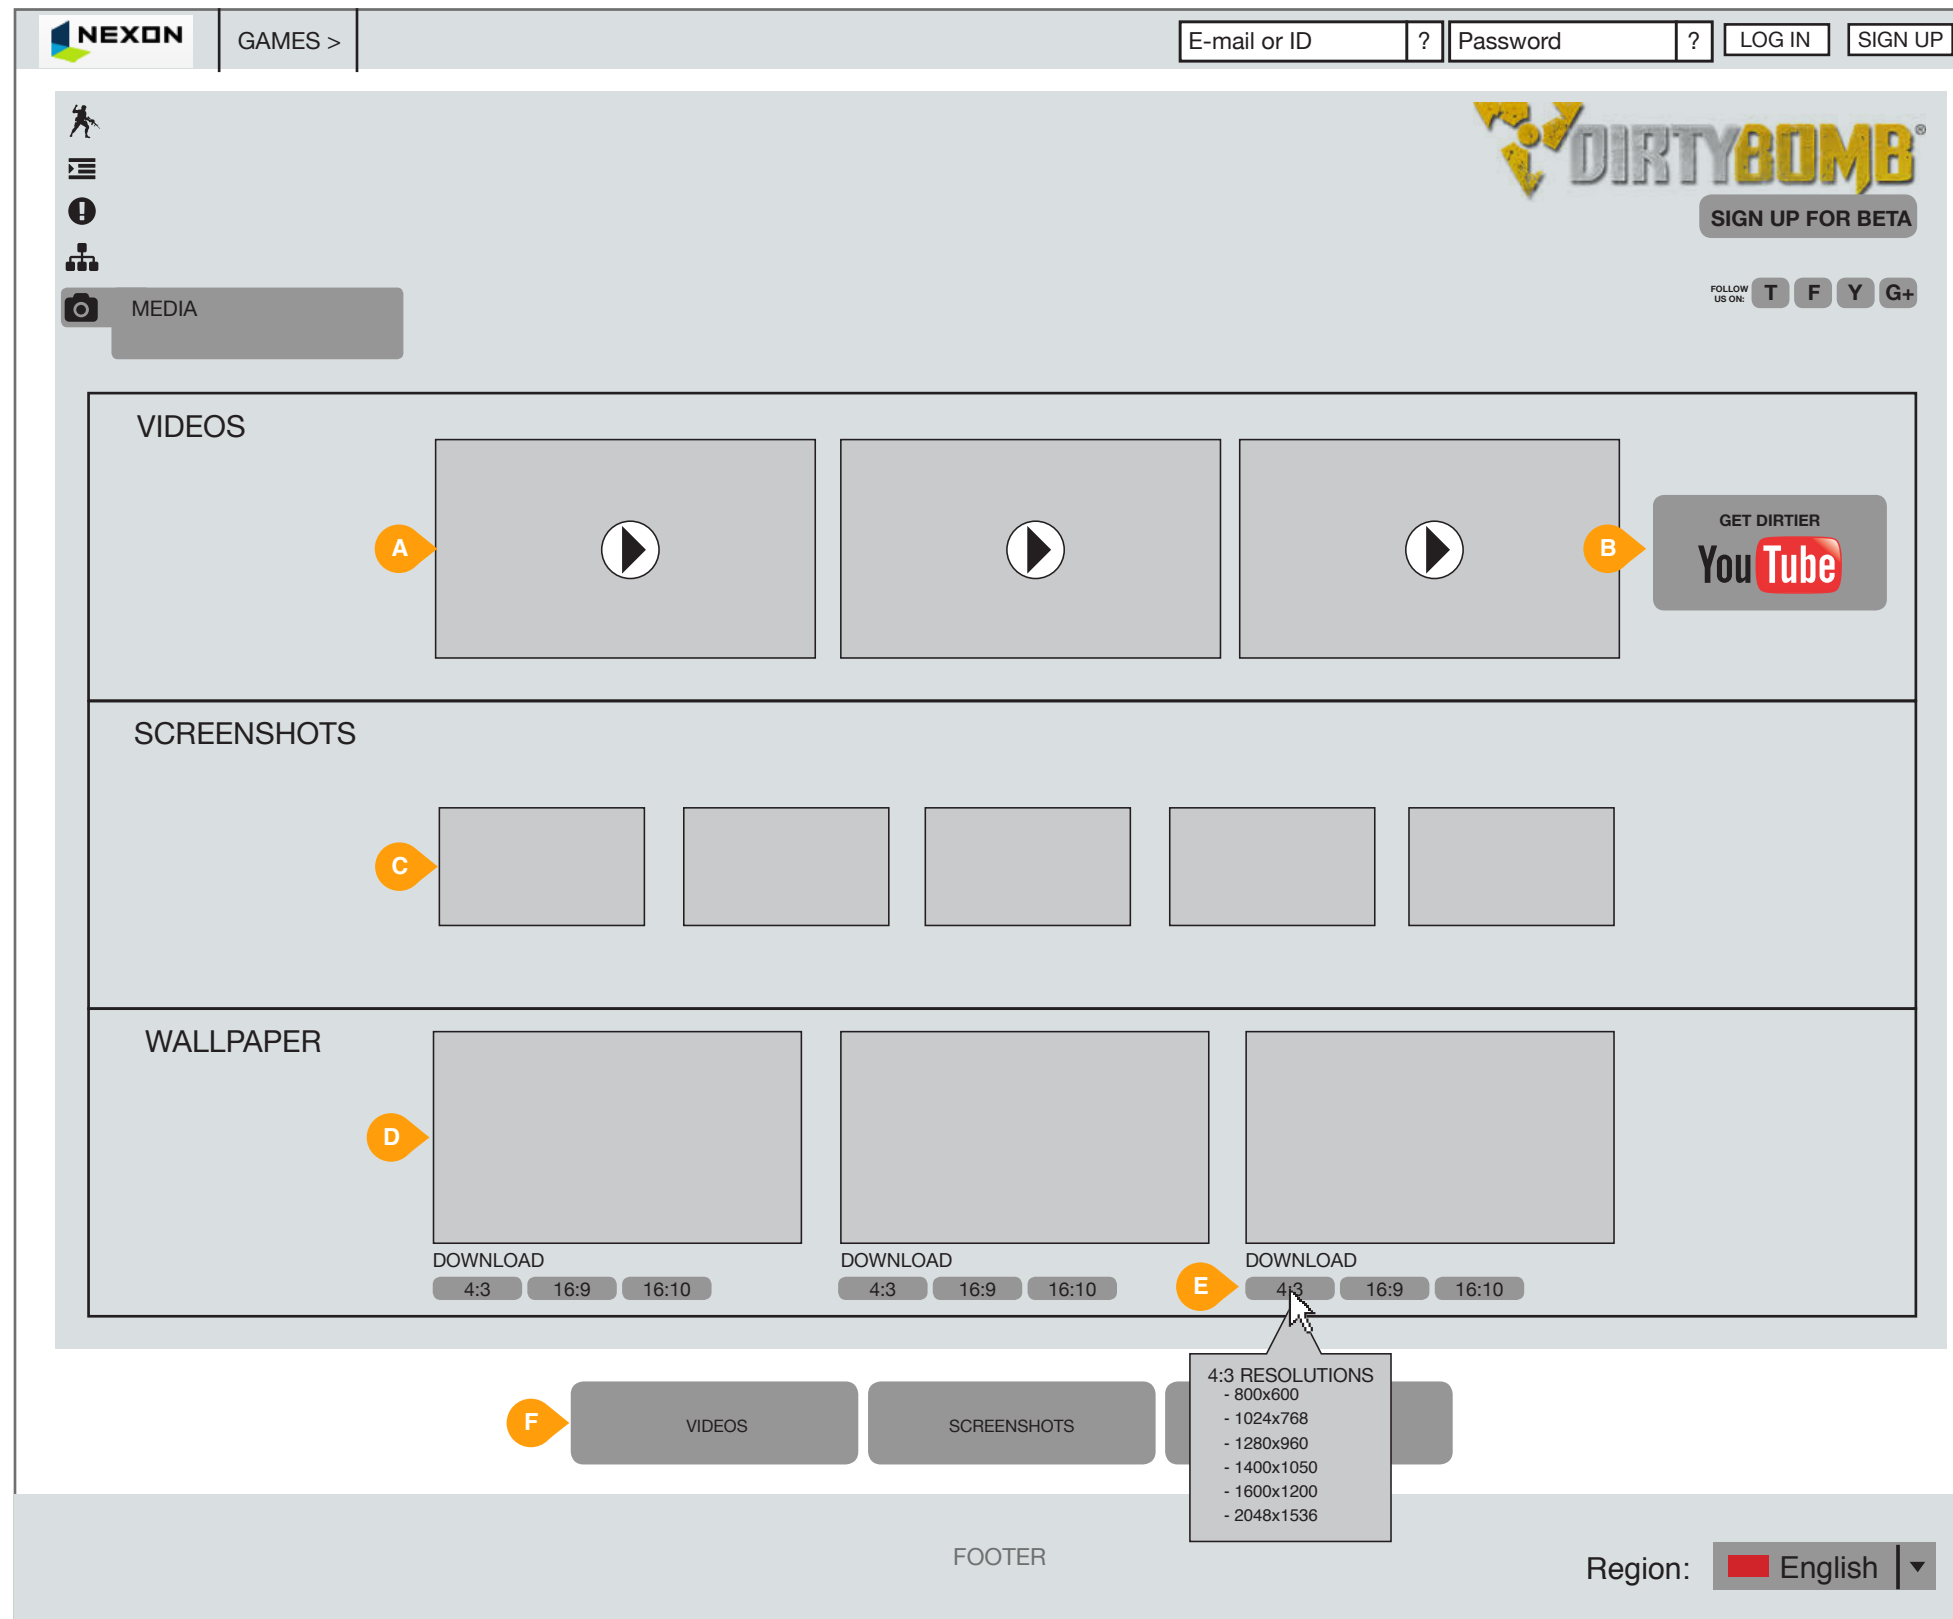 NEXON
GAMES >
E-mail or ID
?
Password
?
LOG IN
SIGN UP
DIRTYBOMB®
SIGN UP FOR BETA
FOLLOW
US ON:
T F Y G+
MEDIA
VIDEOS
A
B
GET DIRTIER
YouTube
SCREENSHOTS
C
WALLPAPER
D
DOWNLOAD
4:3 16:9 16:10
DOWNLOAD
4:3 16:9 16:10
E
DOWNLOAD
4:3 16:9 16:10
4:3 RESOLUTIONS
- 800x600
- 1024x768
- 1280x960
- 1400x1050
- 1600x1200
- 2048x1536
F
VIDEOS
SCREENSHOTS
FOOTER
Region:
English